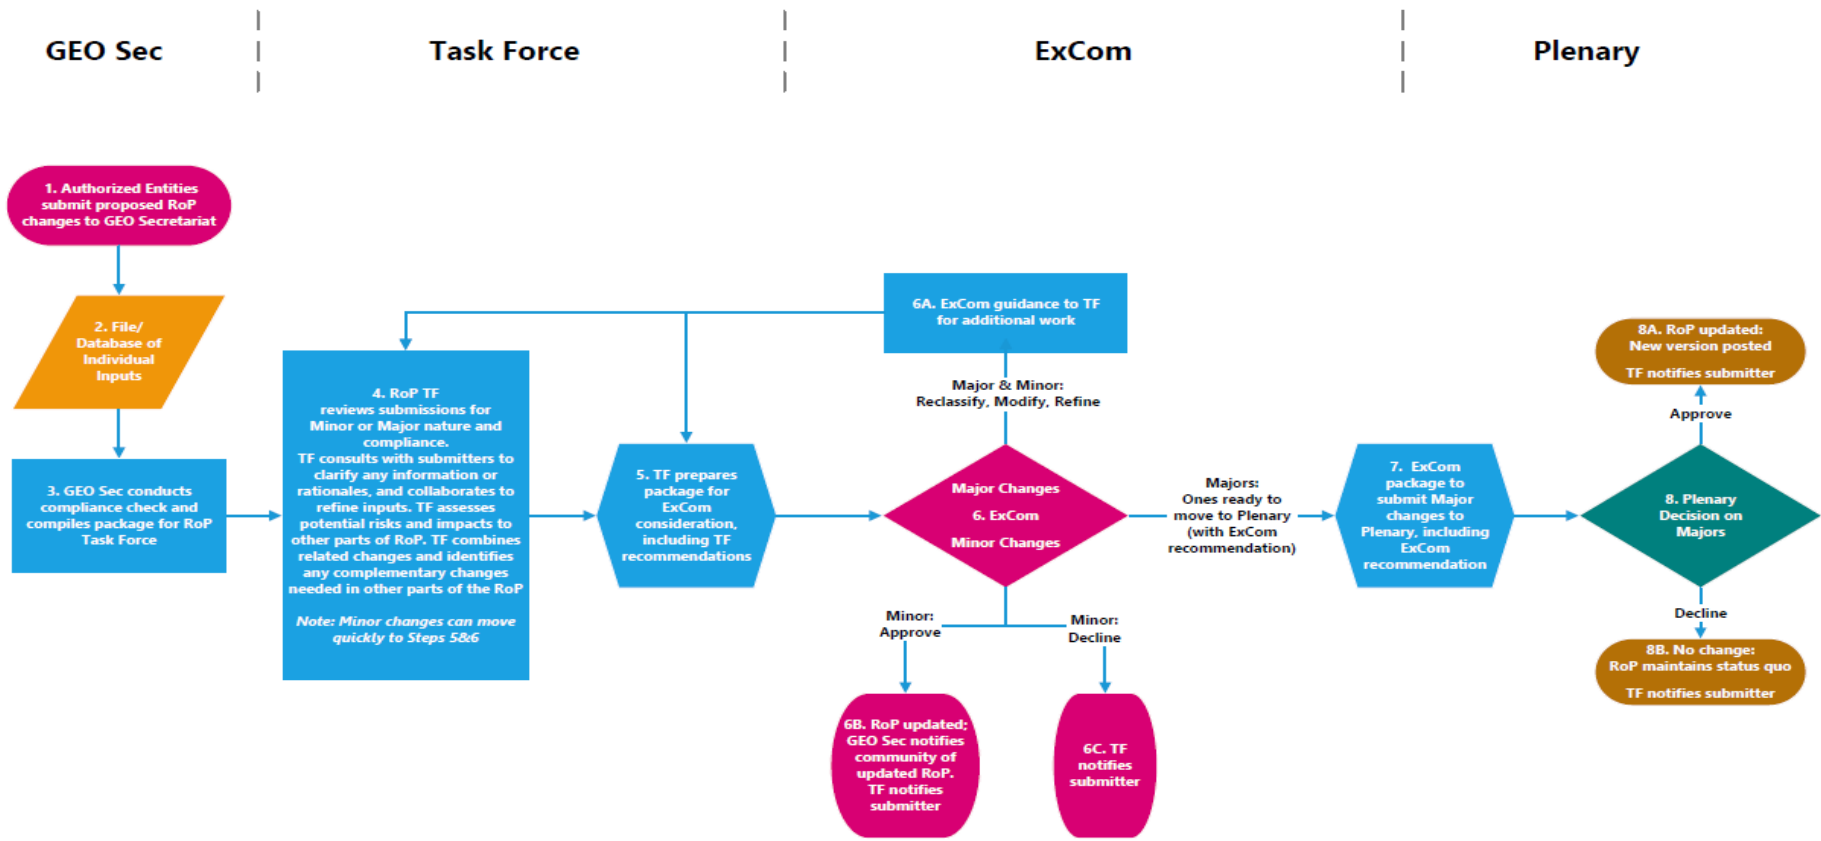 GEO Sec
Task Force
ExCom
Plenary
1. Authorized Entities
submit proposed RoP
changes to GEO Secretariat
2. File/
Database of
Individual
Inputs
3. GEO Sec conducts
compliance check and
compiles package for RoP
Task Force
4. RoP TF
reviews submissions for
Minor or Major nature and
compliance.
TF consults with submitters to
clarify any information or
rationales, and collaborates to
refine inputs. TF assesses
potential risks and impacts to
other parts of RoP. TF combines
related changes and identifies
any complementary changes
needed in other parts of the RoP
Note: Minor changes can move
quickly to Steps 5&6
5. TF prepares
package for
ExCom
consideration,
including TF
recommendations
6A. ExCom guidance to TF
for additional work
Major & Minor:
Reclassify, Modify, Refine
Major Changes
6. ExCom
Minor Changes
Minor:
Approve
Minor:
Decline
6B. RoP updated;
GEO Sec notifies
community of
updated RoP.
TF notifies
submitter
6C. TF
notifies
submitter
Majors:
Ones ready to
move to Plenary
(with ExCom
recommendation)
7. ExCom
package to
submit Major
changes to
Plenary, including
ExCom
recommendation
8A. RoP updated:
New version posted
TF notifies submitter
Approve
8. Plenary
Decision on
Majors
Decline
8B. No change:
RoP maintains status quo
TF notifies submitter